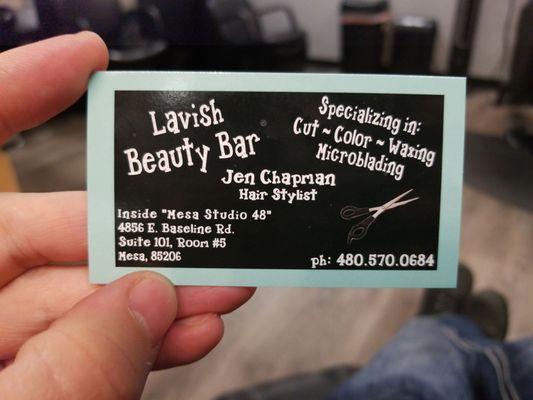 Lavish
Beauty Bar
Specializing in:
Cut ~ Color ~ Waxing
Microblading
Jen Chapman
Hair Stylist
Inside "Mesa Studio 48"
4856 E. Baseline Rd.
Suite 101, Room #5
Mesa, 85206
ph: 480.570.0684